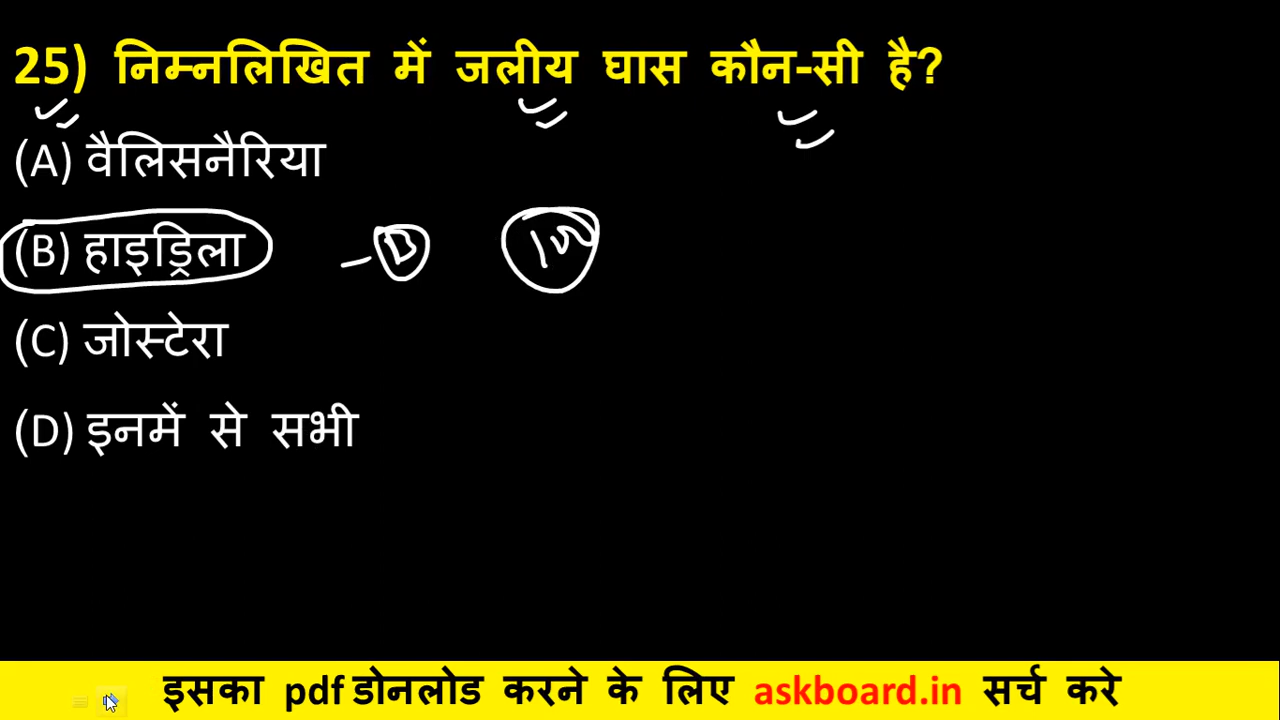 25) निम्नलिखित में जलीय घास कौन-सी है?
(A) वैलिसनैरिया
(B) हाइड्रिला - D
(C) जोस्टेरा
(D) इनमें से सभी
इसका pdf डोनलोड करने के लिए askboard.in सर्च करे